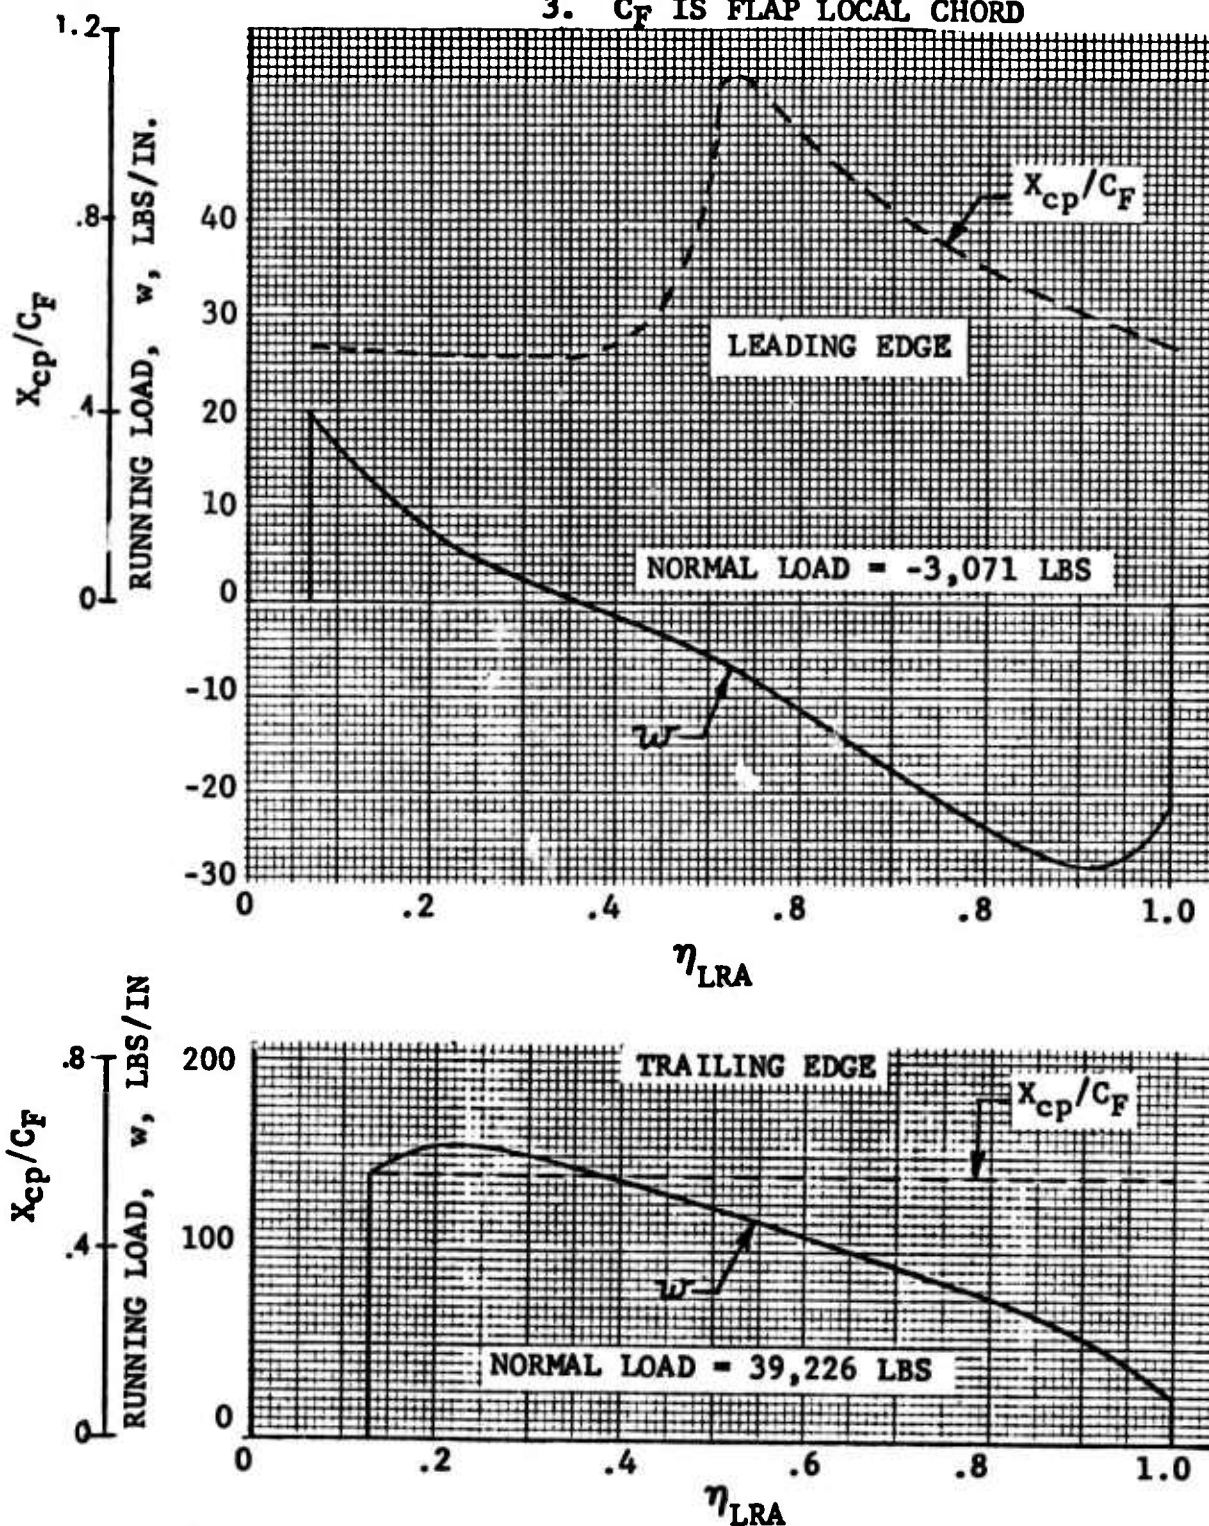 3. C_F IS FLAP LOCAL CHORD
1.2
.8
.4
0
X_cp/C_F
RUNNING LOAD, w, LBS/IN.
40
30
20
10
0
-10
-20
-30
X_cp/C_F
LEADING EDGE
NORMAL LOAD = -3,071 LBS
w
0 .2 .4 .8 .8 1.0
η_LRA
.8
.4
0
X_cp/C_F
RUNNING LOAD, w, LBS/IN
200
100
0
TRAILING EDGE
X_cp/C_F
w
NORMAL LOAD = 39,226 LBS
0 .2 .4 .6 .8 1.0
η_LRA